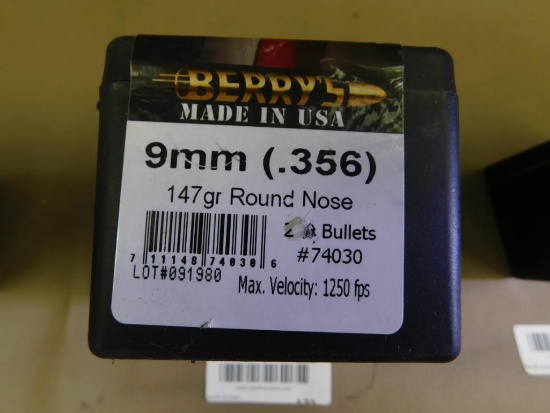 BERRY'S
MADE IN USA
9mm (.356)
147gr Round Nose
Bullets
#74030
7 11148 74030 6
LOT#091980
Max. Velocity: 1250 fps